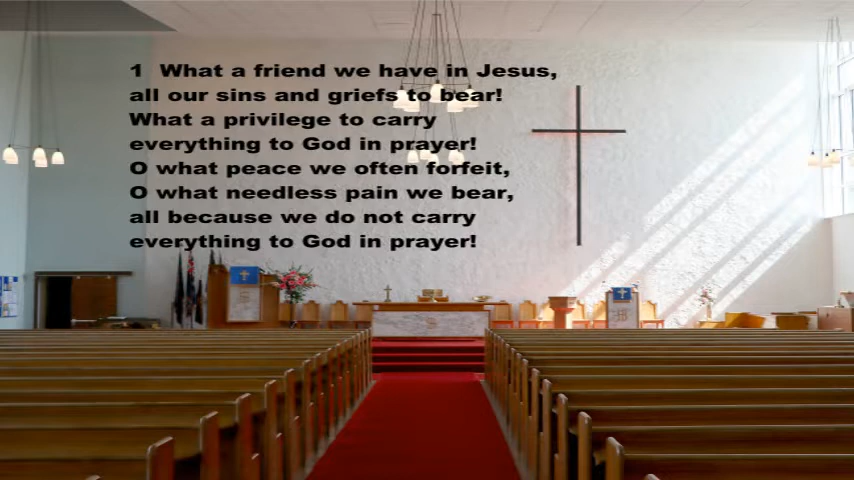 1 What a friend we have in Jesus,
all our sins and griefs to bear!
What a privilege to carry
everything to God in prayer!
O what peace we often forfeit,
O what needless pain we bear,
all because we do not carry
everything to God in prayer!